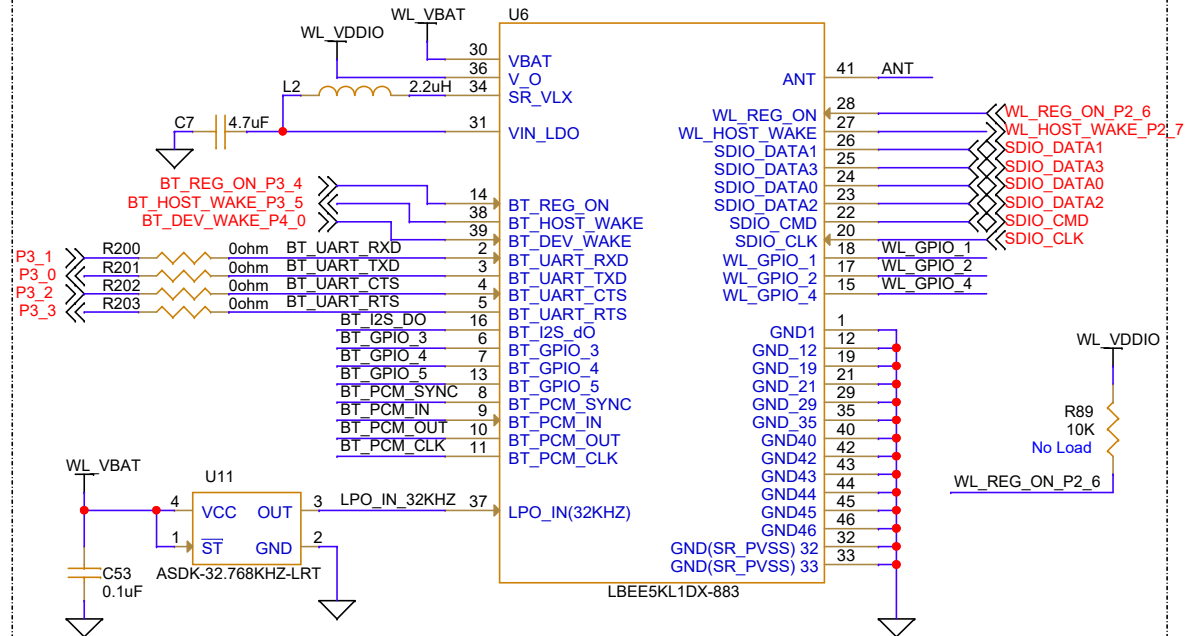 U6
WL_VBAT
WL_VDDIO
30 VBAT
36 V_O
L2 2.2uH 34 SR_VLX
C7 4.7uF 31 VIN_LDO
41 ANT
ANT
28 WL_REG_ON WL_REG_ON_P2_6
27 WL_HOST_WAKE WL_HOST_WAKE_P2_7
26 SDIO_DATA1 SDIO_DATA1
25 SDIO_DATA3 SDIO_DATA3
24 SDIO_DATA0 SDIO_DATA0
23 SDIO_DATA2 SDIO_DATA2
22 SDIO_CMD SDIO_CMD
20 SDIO_CLK SDIO_CLK
18 WL_GPIO_1 WL_GPIO_1
17 WL_GPIO_2 WL_GPIO_2
15 WL_GPIO_4 WL_GPIO_4
BT_REG_ON_P3_4 14 BT_REG_ON
BT_HOST_WAKE_P3_5 38 BT_HOST_WAKE
BT_DEV_WAKE_P4_0 39 BT_DEV_WAKE
P3_1 R200 0ohm BT_UART_RXD 2 BT_UART_RXD
P3_0 R201 0ohm BT_UART_TXD 3 BT_UART_TXD
P3_2 R202 0ohm BT_UART_CTS 4 BT_UART_CTS
P3_3 R203 0ohm BT_UART_RTS 5 BT_UART_RTS
BT_I2S_DO 16 BT_I2S_dO
BT_GPIO_3 6 BT_GPIO_3
BT_GPIO_4 7 BT_GPIO_4
BT_GPIO_5 13 BT_GPIO_5
BT_PCM_SYNC 8 BT_PCM_SYNC
BT_PCM_IN 9 BT_PCM_IN
BT_PCM_OUT 10 BT_PCM_OUT
BT_PCM_CLK 11 BT_PCM_CLK
GND1 1
GND_12 12
GND_19 19
GND_21 21
GND_29 29
GND_35 35
GND40 40
GND42 42
GND43 43
GND44 44
GND45 45
GND46 46
GND(SR_PVSS) 32 32
GND(SR_PVSS) 33 33
WL_VDDIO
R89
10K
No Load
WL_REG_ON_P2_6
WL_VBAT
U11
4 VCC OUT 3 LPO_IN_32KHZ 37 LPO_IN(32KHZ)
1 ST GND 2
ASDK-32.768KHZ-LRT
C53
0.1uF
LBEE5KL1DX-883